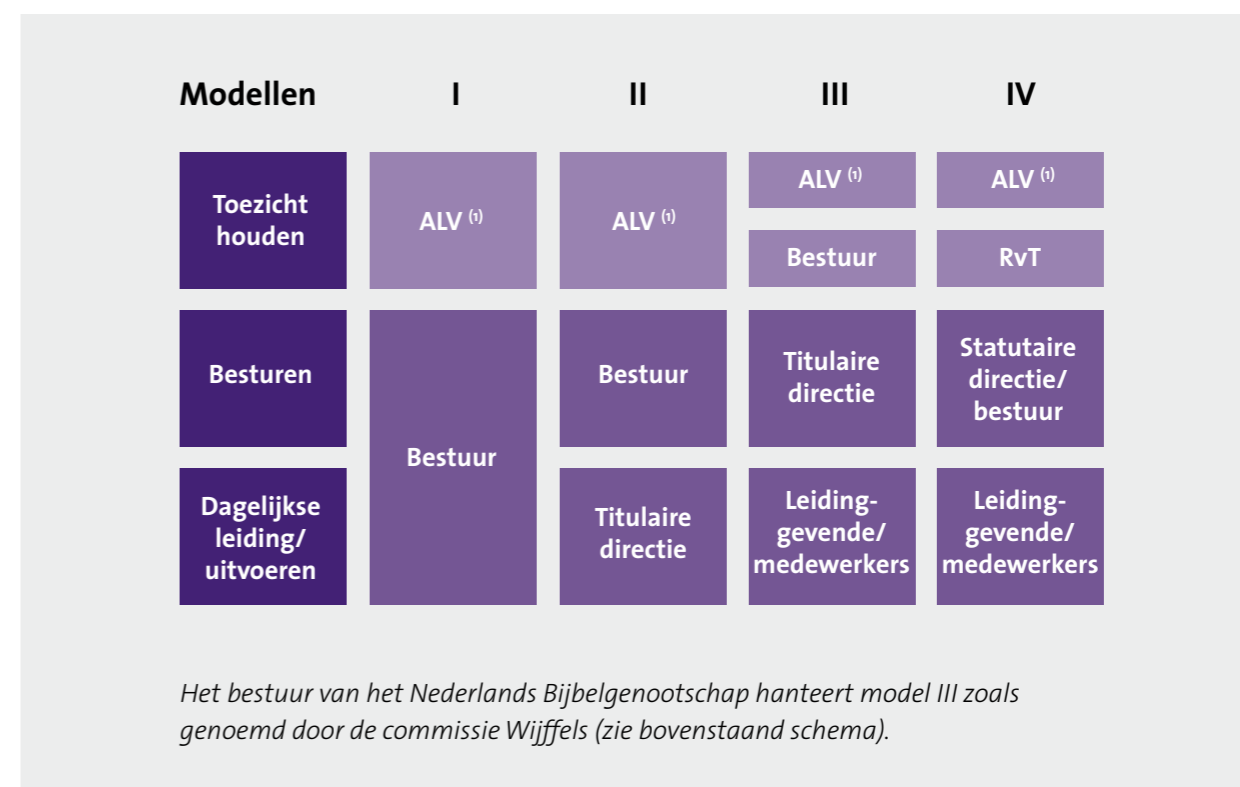 Modellen I II III IV
Toezicht
houden
ALV (1)
ALV (1)
ALV (1)
Bestuur
ALV (1)
RvT
Besturen
Bestuur
Bestuur
Titulaire
directie
Statutaire
directie/
bestuur
Dagelijkse
leiding/
uitvoeren
Titulaire
directie
Leiding-
gevende/
medewerkers
Leiding-
gevende/
medewerkers
Het bestuur van het Nederlands Bijbelgenootschap hanteert model III zoals
genoemd door de commissie Wijffels (zie bovenstaand schema).